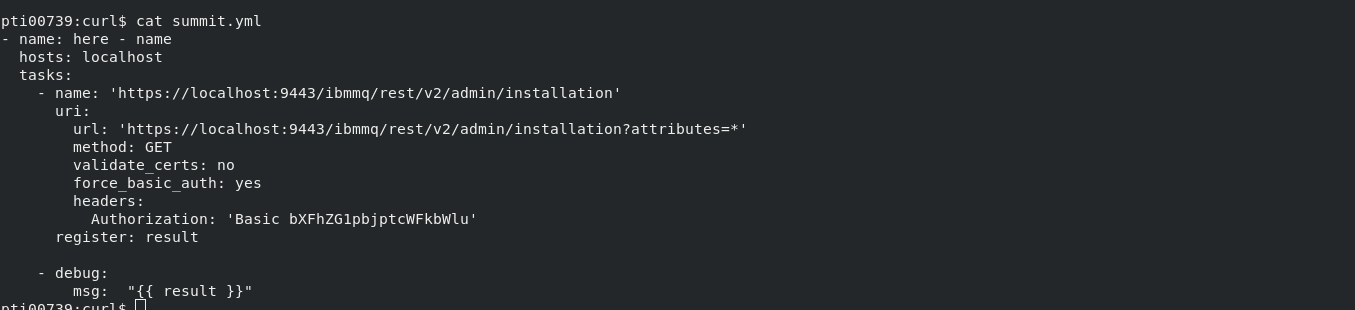 pti00739:curl$ cat summit.yml
- name: here - name
  hosts: localhost
  tasks:
    - name: 'https://localhost:9443/ibmmq/rest/v2/admin/installation'
      uri:
        url: 'https://localhost:9443/ibmmq/rest/v2/admin/installation?attributes=*'
        method: GET
        validate_certs: no
        force_basic_auth: yes
        headers:
          Authorization: 'Basic bXFhZG1pbjptcWFkbWlu'
      register: result

    - debug:
        msg:  "{{ result }}"
pti00739:curl$